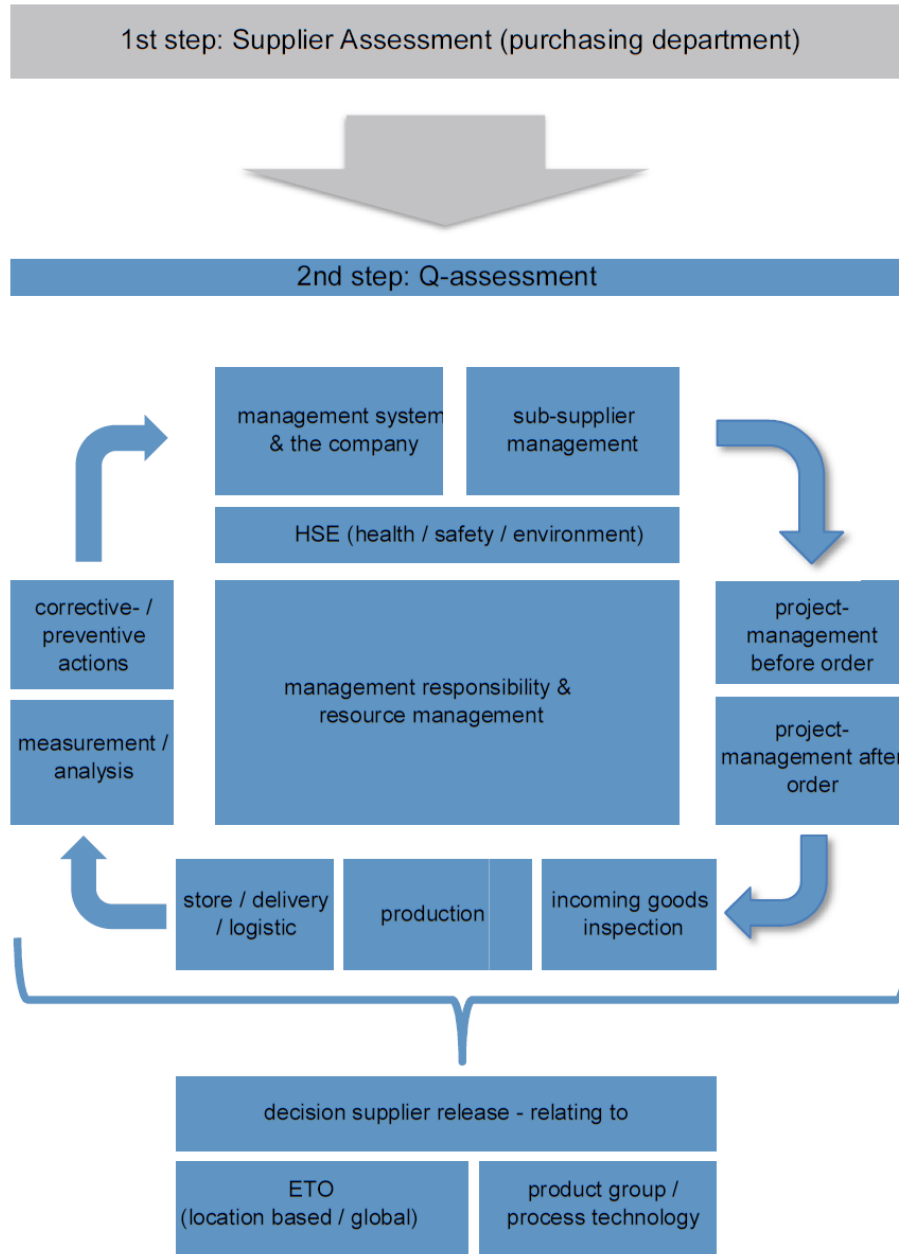 1st step: Supplier Assessment (purchasing department)
2nd step: Q-assessment
management system
& the company
sub-supplier
management
HSE (health / safety / environment)
corrective- /
preventive
actions
management responsibility &
resource management
project-
management
before order
measurement /
analysis
project-
management after
order
store / delivery
/ logistic
production
incoming goods
inspection
decision supplier release - relating to
ETO
(location based / global)
product group /
process technology